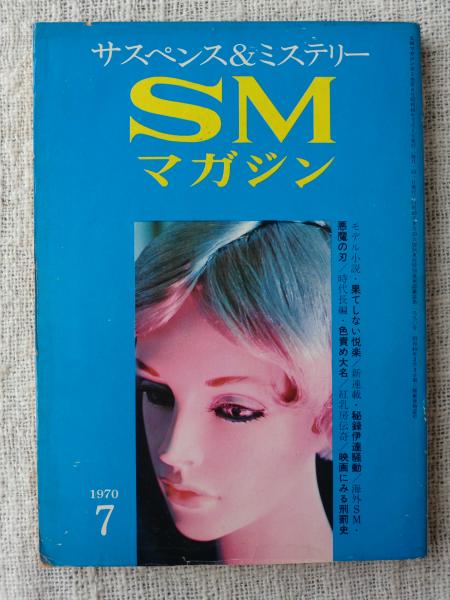 サスペンス&ミステリー
SM
マガジン
モデル小説・果てしない悦楽/新連載・秘録伊達騒動/海外SM・
悪魔の刃/時代長編・色責め大名/紅乳房伝奇/映画にみる刑罰史
1970
7